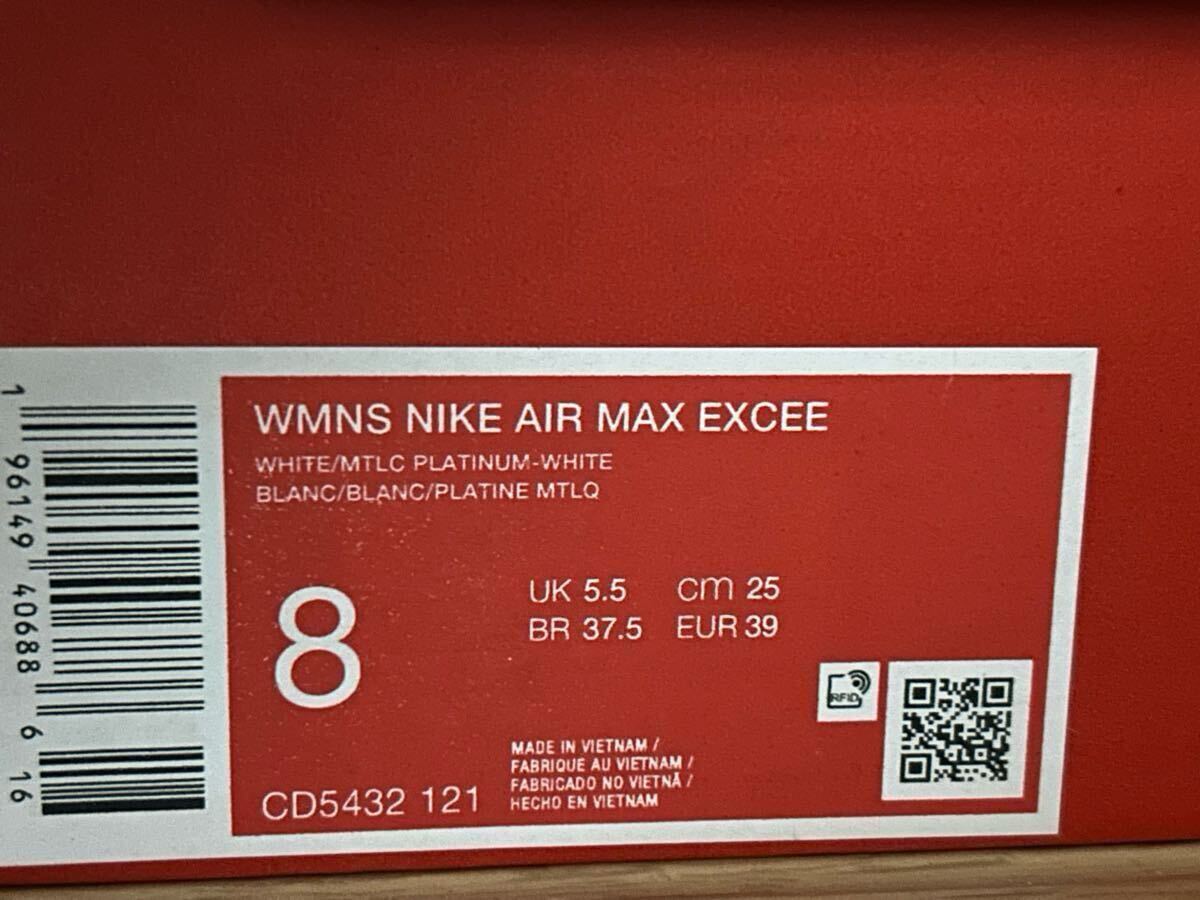 WMNS NIKE AIR MAX EXCEE
WHITE/MTLC PLATINUM-WHITE
BLANC/BLANC/PLATINE MTLQ
8
UK 5.5 cm 25
BR 37.5 EUR 39
RFID
MADE IN VIETNAM /
FABRIQUE AU VIETNAM /
FABRICADO NO VIETNÃ /
HECHO EN VIETNAM
CD5432 121
1 96149 40688 6 16